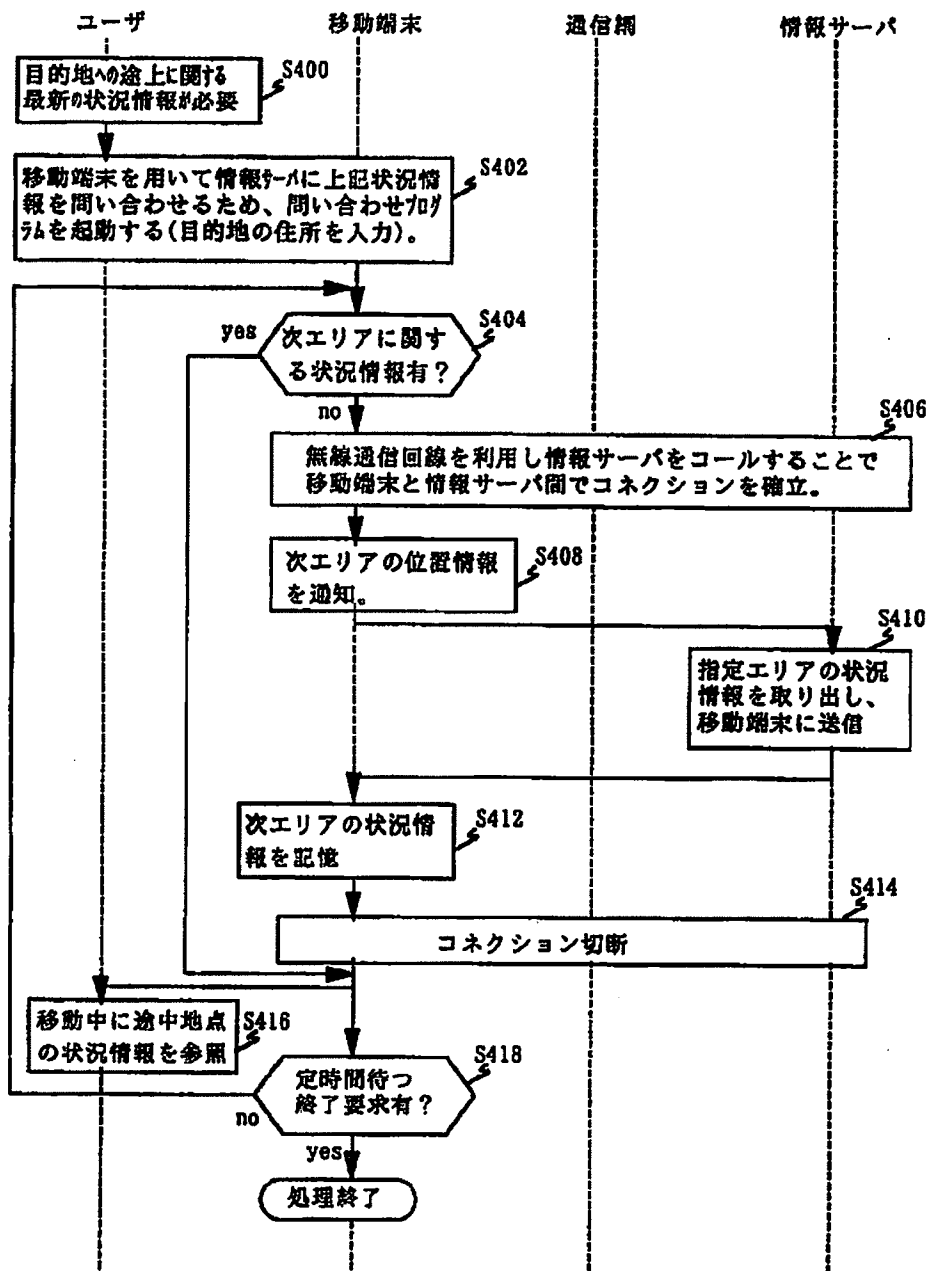 ユーザ
移動端末
通信網
情報サーバ
S400
目的地への途上に関する
最新の状況情報が必要
S402
移動端末を用いて情報サーバに上記状況情
報を問い合わせるため、問い合わせプログ
ラムを起動する(目的地の住所を入力)。
S404
yes
次エリアに関す
る状況情報有?
no
S406
無線通信回線を利用し情報サーバをコールすることで
移動端末と情報サーバ間でコネクションを確立。
S408
次エリアの位置情報
を通知。
S410
指定エリアの状況
情報を取り出し、
移動端末に送信
S412
次エリアの状況情
報を記憶
S414
コネクション切断
S416
移動中に途中地点
の状況情報を参照
S418
定時間待つ
終了要求有?
no
yes
処理終了